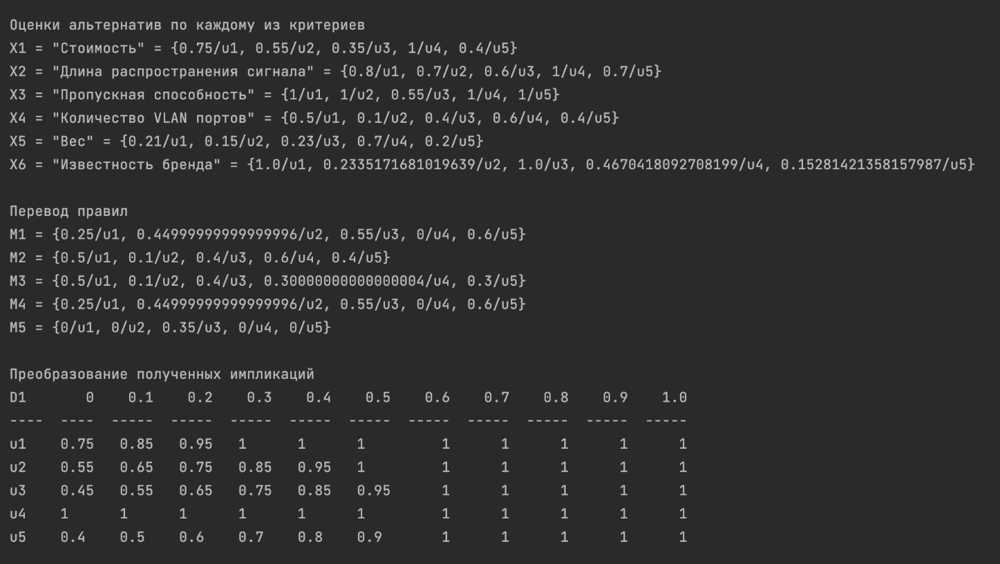 Оценки альтернатив по каждому из критериев
X1 = "Стоимость" = {0.75/u1, 0.55/u2, 0.35/u3, 1/u4, 0.4/u5}
X2 = "Длина распространения сигнала" = {0.8/u1, 0.7/u2, 0.6/u3, 1/u4, 0.7/u5}
X3 = "Пропускная способность" = {1/u1, 1/u2, 0.55/u3, 1/u4, 1/u5}
X4 = "Количество VLAN портов" = {0.5/u1, 0.1/u2, 0.4/u3, 0.6/u4, 0.4/u5}
X5 = "Вес" = {0.21/u1, 0.15/u2, 0.23/u3, 0.7/u4, 0.2/u5}
X6 = "Известность бренда" = {1.0/u1, 0.2335171681019639/u2, 1.0/u3, 0.4670418092708199/u4, 0.15281421358157987/u5}
Перевод правил
M1 = {0.25/u1, 0.44999999999999996/u2, 0.55/u3, 0/u4, 0.6/u5}
M2 = {0.5/u1, 0.1/u2, 0.4/u3, 0.6/u4, 0.4/u5}
M3 = {0.5/u1, 0.1/u2, 0.4/u3, 0.30000000000000004/u4, 0.3/u5}
M4 = {0.25/u1, 0.44999999999999996/u2, 0.55/u3, 0/u4, 0.6/u5}
M5 = {0/u1, 0/u2, 0.35/u3, 0/u4, 0/u5}
Преобразование полученных импликаций
D1 0 0.1 0.2 0.3 0.4 0.5 0.6 0.7 0.8 0.9 1.0
---- ---- ----- ----- ----- ----- ----- ----- ----- ----- ----- -----
u1 0.75 0.85 0.95 1 1 1 1 1 1 1 1
u2 0.55 0.65 0.75 0.85 0.95 1 1 1 1 1 1
u3 0.45 0.55 0.65 0.75 0.85 0.95 1 1 1 1 1
u4 1 1 1 1 1 1 1 1 1 1 1
u5 0.4 0.5 0.6 0.7 0.8 0.9 1 1 1 1 1